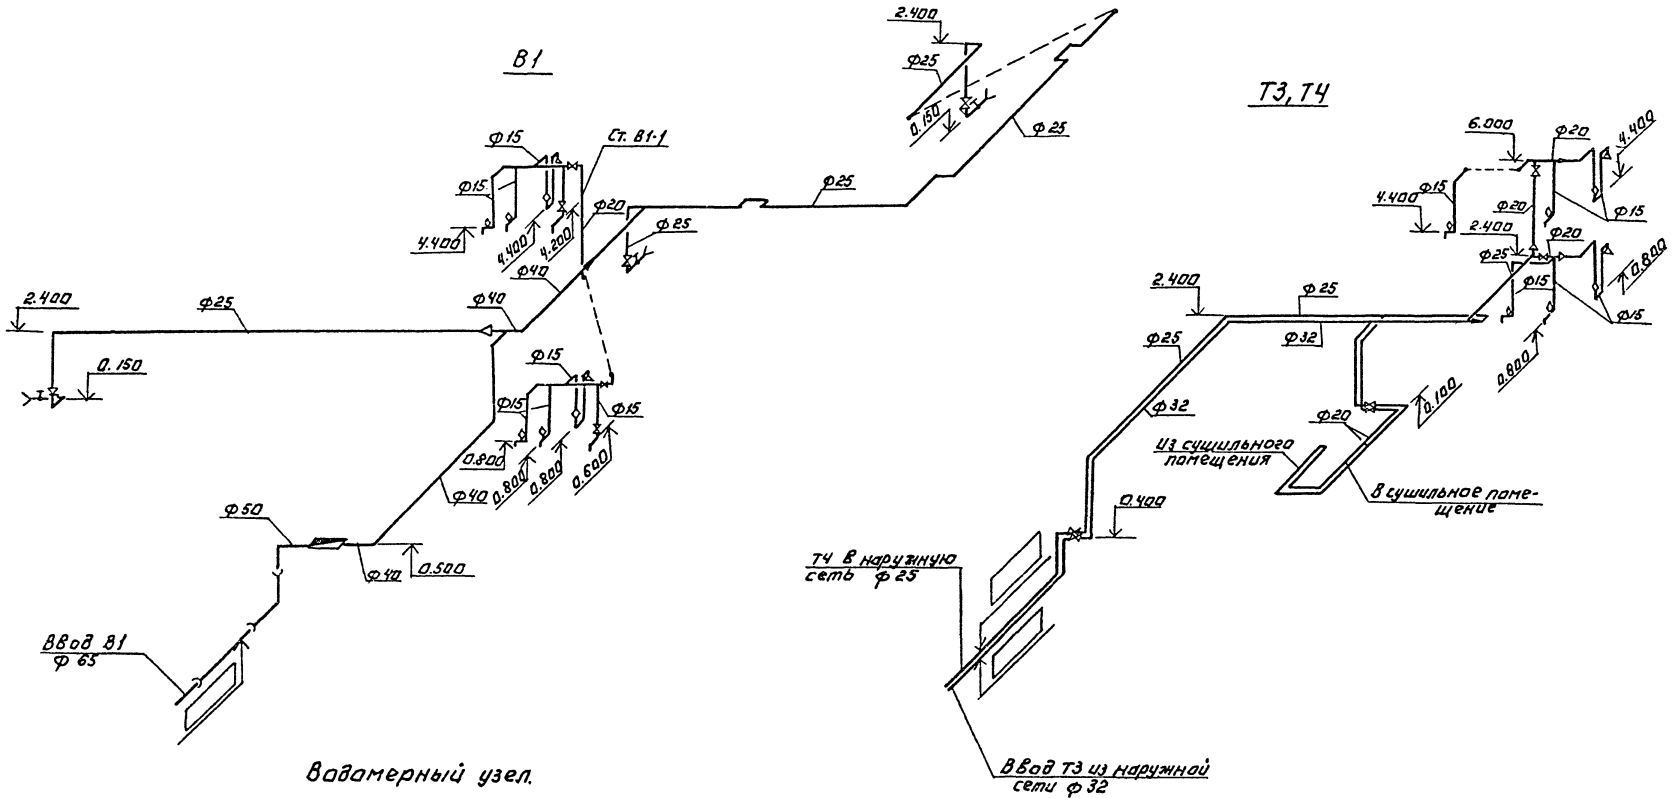 В1
2.400
ф25
0.150
ф25
Т3, Т4
ф15
Ст. В1-1
ф15
ф20
ф25
4.400
4.400
4.200
ф25
ф40
2.400
ф25
ф40
0.150
ф15
ф15
ф15
0.800
0.800
0.800
0.600
ф40
ф50
ф40
0.500
Ввод В1
ф 65
Водомерный узел.
6.000
ф20
4.400
ф15
4.400
ф20
ф15
2.400
ф20
ф25
0.800
ф15
ф15
2.400
ф25
ф25
ф32
0.800
ф32
0.100
ф20
Из сушильного
помещения
В сушильное поме-
щение
0.400
Т4 в наружную
сеть ф 25
Ввод Т3 из наружной
сети ф 32